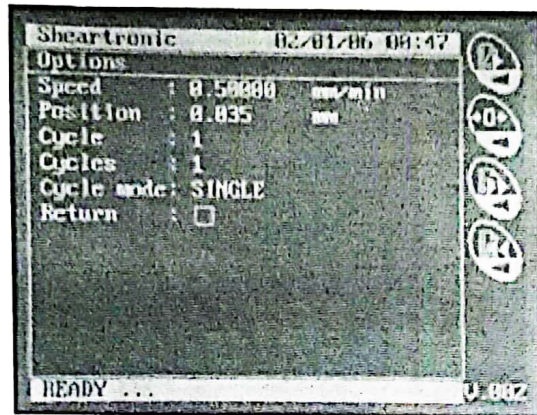 Sheartronic 02/01/06 00:47
Options
Speed : 0.50000 mm/min
Position : 0.035 mm
Cycle : 1
Cycles : 1
Cycle mode: SINGLE
Return :
READY ...
V.002